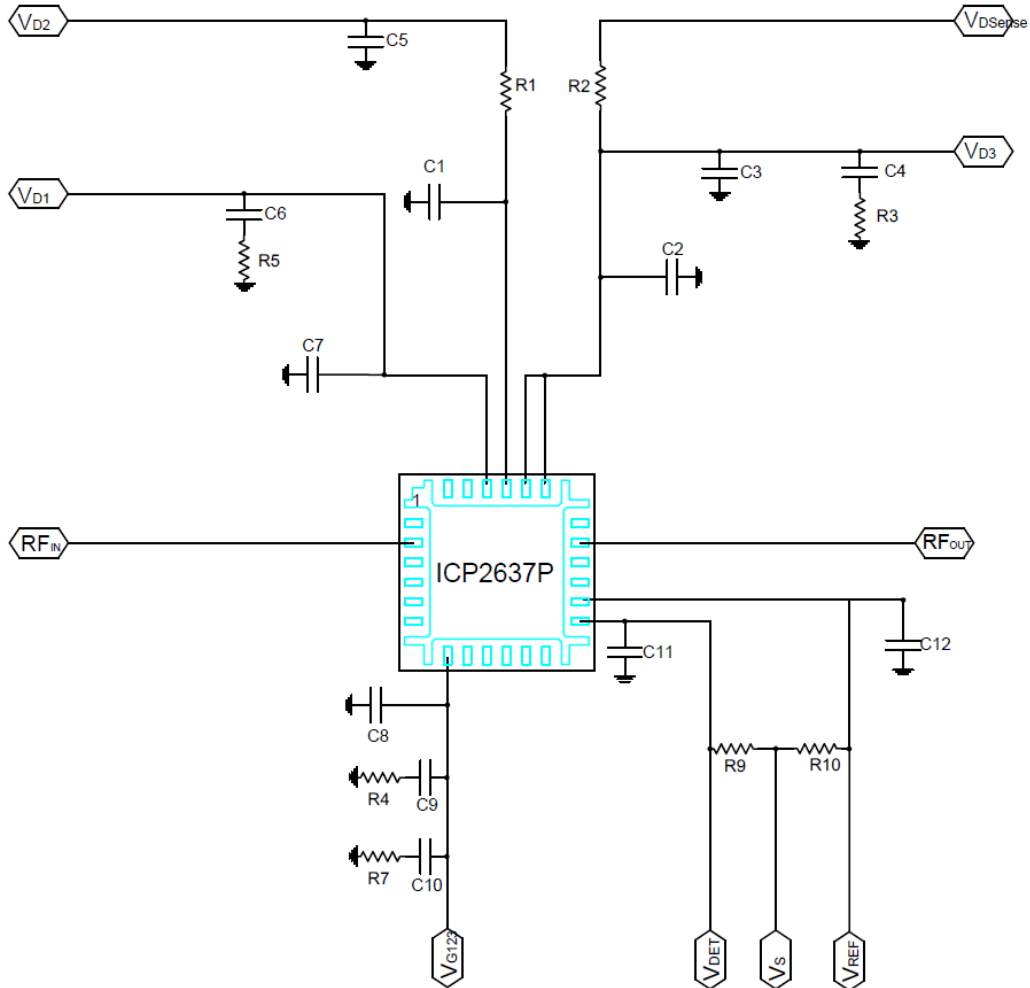 VD2
VDSense
C5
R1
R2
C1
C3
C4
VD3
VD1
C6
R3
R5
C2
C7
1
RFIN
ICP2637P
RFOUT
C11
C12
C8
R9
R10
R4
C9
R7
C10
VG123
VDET
VS
VREF